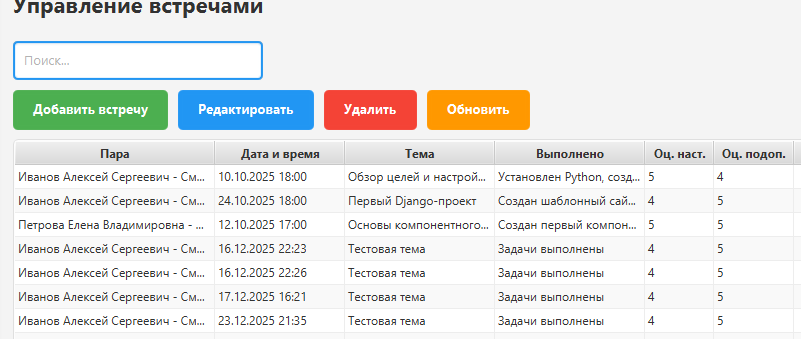 Управление встречами
Поиск...
Добавить встречу Редактировать Удалить Обновить
Пара Дата и время Тема Выполнено Оц. наст. Оц. подоп.
Иванов Алексей Сергеевич - См... 10.10.2025 18:00 Обзор целей и настрой... Установлен Python, созд... 5 4
Иванов Алексей Сергеевич - См... 24.10.2025 18:00 Первый Django-проект Создан шаблонный сай... 4 5
Петрова Елена Владимировна - ... 12.10.2025 17:00 Основы компонентного... Создан первый компон... 5 5
Иванов Алексей Сергеевич - См... 16.12.2025 22:23 Тестовая тема Задачи выполнены 4 5
Иванов Алексей Сергеевич - См... 16.12.2025 22:26 Тестовая тема Задачи выполнены 4 5
Иванов Алексей Сергеевич - См... 17.12.2025 16:21 Тестовая тема Задачи выполнены 4 5
Иванов Алексей Сергеевич - См... 23.12.2025 21:35 Тестовая тема Задачи выполнены 4 5